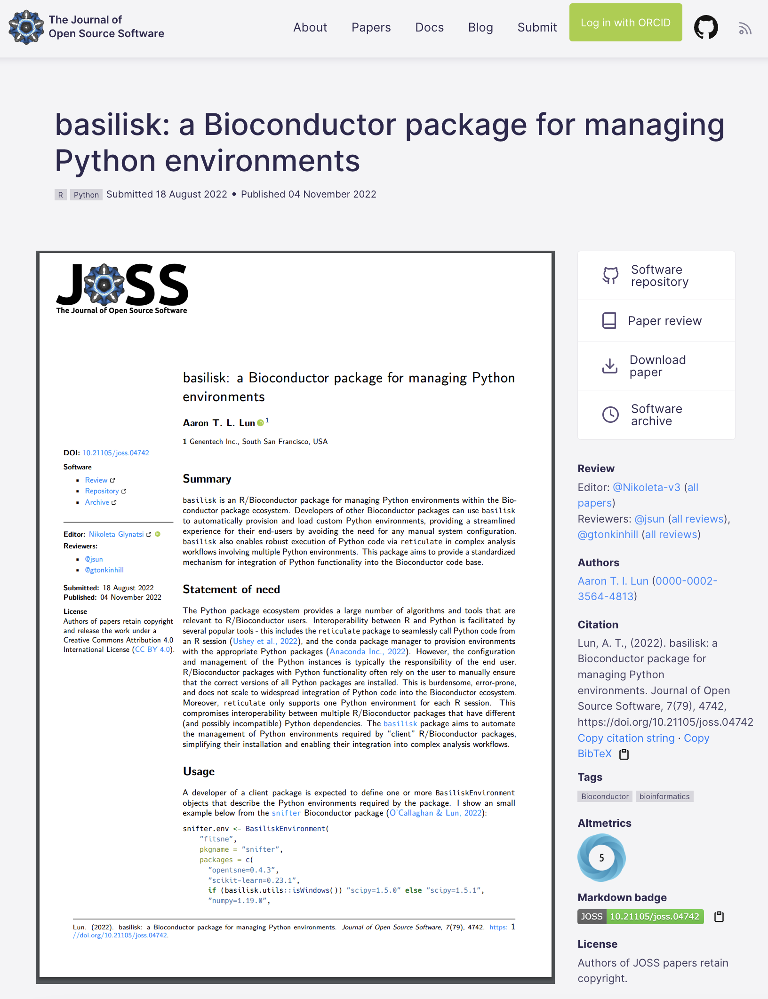 The Journal of
Open Source Software
About
Papers
Docs
Blog
Submit
Log in with ORCID
basilisk: a Bioconductor package for managing
Python environments
R
Python
Submitted 18 August 2022 • Published 04 November 2022
JOSS
The Journal of Open Source Software
basilisk: a Bioconductor package for managing Python
environments
Aaron T. L. Lun iD 1
1 Genentech Inc., South San Francisco, USA
DOI: 10.21105/joss.04742
Software
▪ Review
▪ Repository
▪ Archive
Editor: Nikoleta Glynatsi iD
Reviewers:
▪ @jsun
▪ @gtonkinhill
Submitted: 18 August 2022
Published: 04 November 2022
License
Authors of papers retain copyright
and release the work under a
Creative Commons Attribution 4.0
International License (CC BY 4.0).
Summary
basilisk is an R/Bioconductor package for managing Python environments within the Bio-
conductor package ecosystem. Developers of other Bioconductor packages can use basilisk
to automatically provision and load custom Python environments, providing a streamlined
experience for their end-users by avoiding the need for any manual system configuration.
basilisk also enables robust execution of Python code via reticulate in complex analysis
workflows involving multiple Python environments. This package aims to provide a standardized
mechanism for integration of Python functionality into the Bioconductor code base.
Statement of need
The Python package ecosystem provides a large number of algorithms and tools that are
relevant to R/Bioconductor users. Interoperability between R and Python is facilitated by
several popular tools - this includes the reticulate package to seamlessly call Python code from
an R session (Ushey et al., 2022), and the conda package manager to provision environments
with the appropriate Python packages (Anaconda Inc., 2022). However, the configuration
and management of the Python instances is typically the responsibility of the end user.
R/Bioconductor packages with Python functionality often rely on the user to manually ensure
that the correct versions of all Python packages are installed. This is burdensome, error-prone,
and does not scale to widespread integration of Python code into the Bioconductor ecosystem.
Moreover, reticulate only supports one Python environment for each R session. This
compromises interoperability between multiple R/Bioconductor packages that have different
(and possibly incompatible) Python dependencies. The basilisk package aims to automate
the management of Python environments required by “client” R/Bioconductor packages,
simplifying their installation and enabling their integration into complex analysis workflows.
Usage
A developer of a client package is expected to define one or more BasiliskEnvironment
objects that describe the Python environments required by the package. I show an small
example below from the snifter Bioconductor package (O’Callaghan & Lun, 2022):
snifter.env <- BasiliskEnvironment(
    ”fitsne”,
    pkgname = ”snifter”,
    packages = c(
      ”opentsne=0.4.3”,
      ”scikit-learn=0.23.1”,
      if (basilisk.utils::isWindows()) ”scipy=1.5.0” else ”scipy=1.5.1”,
      ”numpy=1.19.0”,
Lun. (2022). basilisk: a Bioconductor package for managing Python environments. Journal of Open Source Software, 7(79), 4742. https: 1
//doi.org/10.21105/joss.04742.
Software
repository
Paper review
Download
paper
Software
archive
Review
Editor: @Nikoleta-v3 (all
papers)
Reviewers: @jsun (all reviews),
@gtonkinhill (all reviews)
Authors
Aaron T. l. Lun (0000-0002-
3564-4813)
Citation
Lun, A. T., (2022). basilisk: a
Bioconductor package for
managing Python
environments. Journal of Open
Source Software, 7(79), 4742,
https://doi.org/10.21105/joss.04742
Copy citation string · Copy
BibTeX
Tags
Bioconductor
bioinformatics
Altmetrics
5
Markdown badge
JOSS 10.21105/joss.04742
License
Authors of JOSS papers retain
copyright.